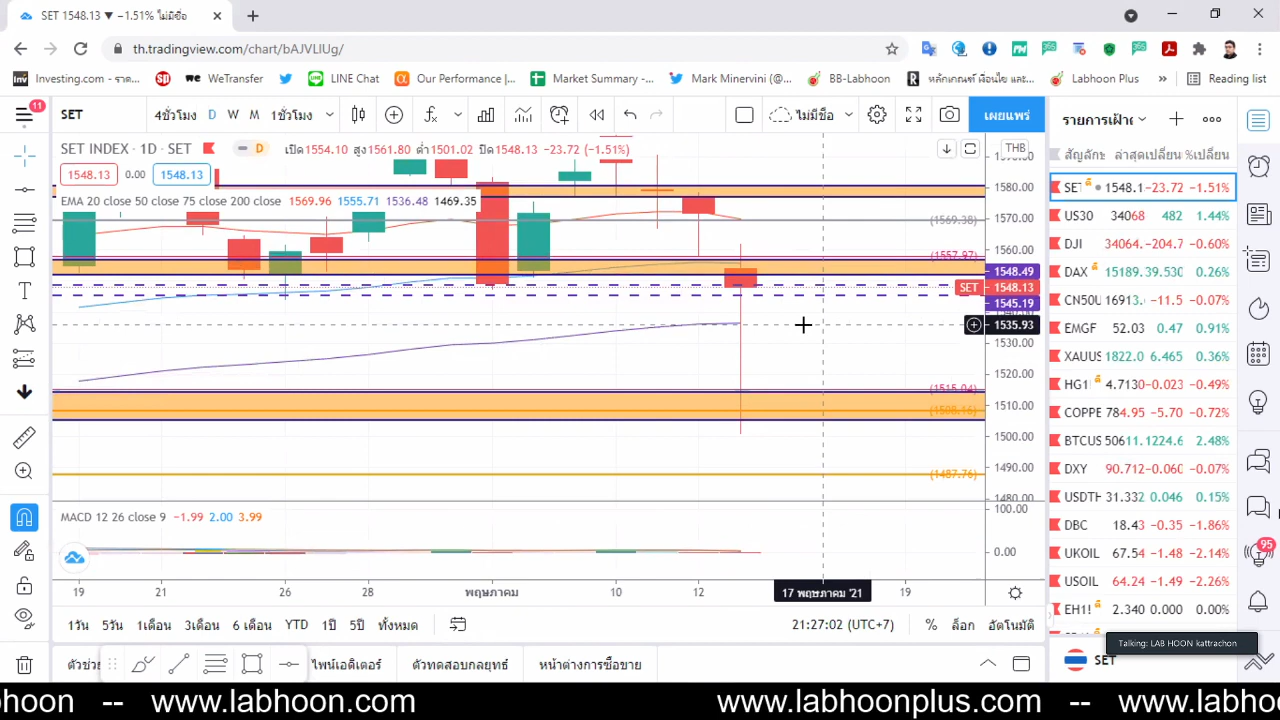 SET 1548.13 ▼ −1.51% ไม่มีชื่อ
th.tradingview.com/chart/bAJVLIUg/
Investing.com - ราค... WeTransfer LINE Chat Our Performance |... Market Summary -... Mark Minervini (@... BB-Labhoon หลักเกณฑ์ เงื่อนไข และ... Labhoon Plus » Reading list
11 SET 4ชั่วโมง D W M 1ชั่วโมง ไม่มีชื่อ เผยแพร่
SET INDEX · 1D · SET D เปิด1554.10 สูง1561.80 ต่ำ1501.02 ปิด1548.13 −23.72 (−1.51%) THB
1548.13 0.00 1548.13
EMA 20 close 50 close 75 close 200 close 1569.96 1555.71 1536.48 1469.35
1580.00
1570.00
(1569.38)
1560.00
(1557.97)
1548.49
SET 1548.13
1545.19
1535.93
1530.00
1520.00
(1515.04)
1510.00
(1508.16)
1500.00
1490.00
(1487.76)
1480.00
MACD 12 26 close 9 −1.99 2.00 3.99
100.00
0.00
19 21 26 28 พฤษภาคม 10 12 17 พฤษภาคม '21 19
1วัน 5วัน 1เดือน 3เดือน 6 เดือน YTD 1ปี 5ปี ทั้งหมด 21:27:02 (UTC+7) % ล็อก อัตโนมัติ
ไพน์เอดิเตอร์ ตัวทดสอบกลยุทธ์ หน้าต่างการซื้อขาย
รายการเฝ้า
สัญลักษ ล่าสุด เปลี่ยน %เปลี่ยน
SET 1548.1 -23.72 -1.51%
US30 34068 482 1.44%
DJI 34064. -204.7 -0.60%
DAX 15189. 39.530 0.26%
CN50U 16913. -11.5 -0.07%
EMGF 52.03 0.47 0.91%
XAUUS 1822.0 6.465 0.36%
HG1! 4.7130 -0.023 -0.49%
COPPE 784.95 -5.70 -0.72%
BTCUS 50611. 1224.6 2.48%
DXY 90.712 -0.060 -0.07%
USDTH 31.332 0.046 0.15%
DBC 18.43 -0.35 -1.86%
UKOIL 67.54 -1.48 -2.14%
USOIL 64.24 -1.49 -2.26%
EH1! 2.340 0.000 0.00%
95
Talking: LAB HOON kattrachon
SET
phoon -- www.labhoon.com www.labhoonplus.com -- www.labhoo